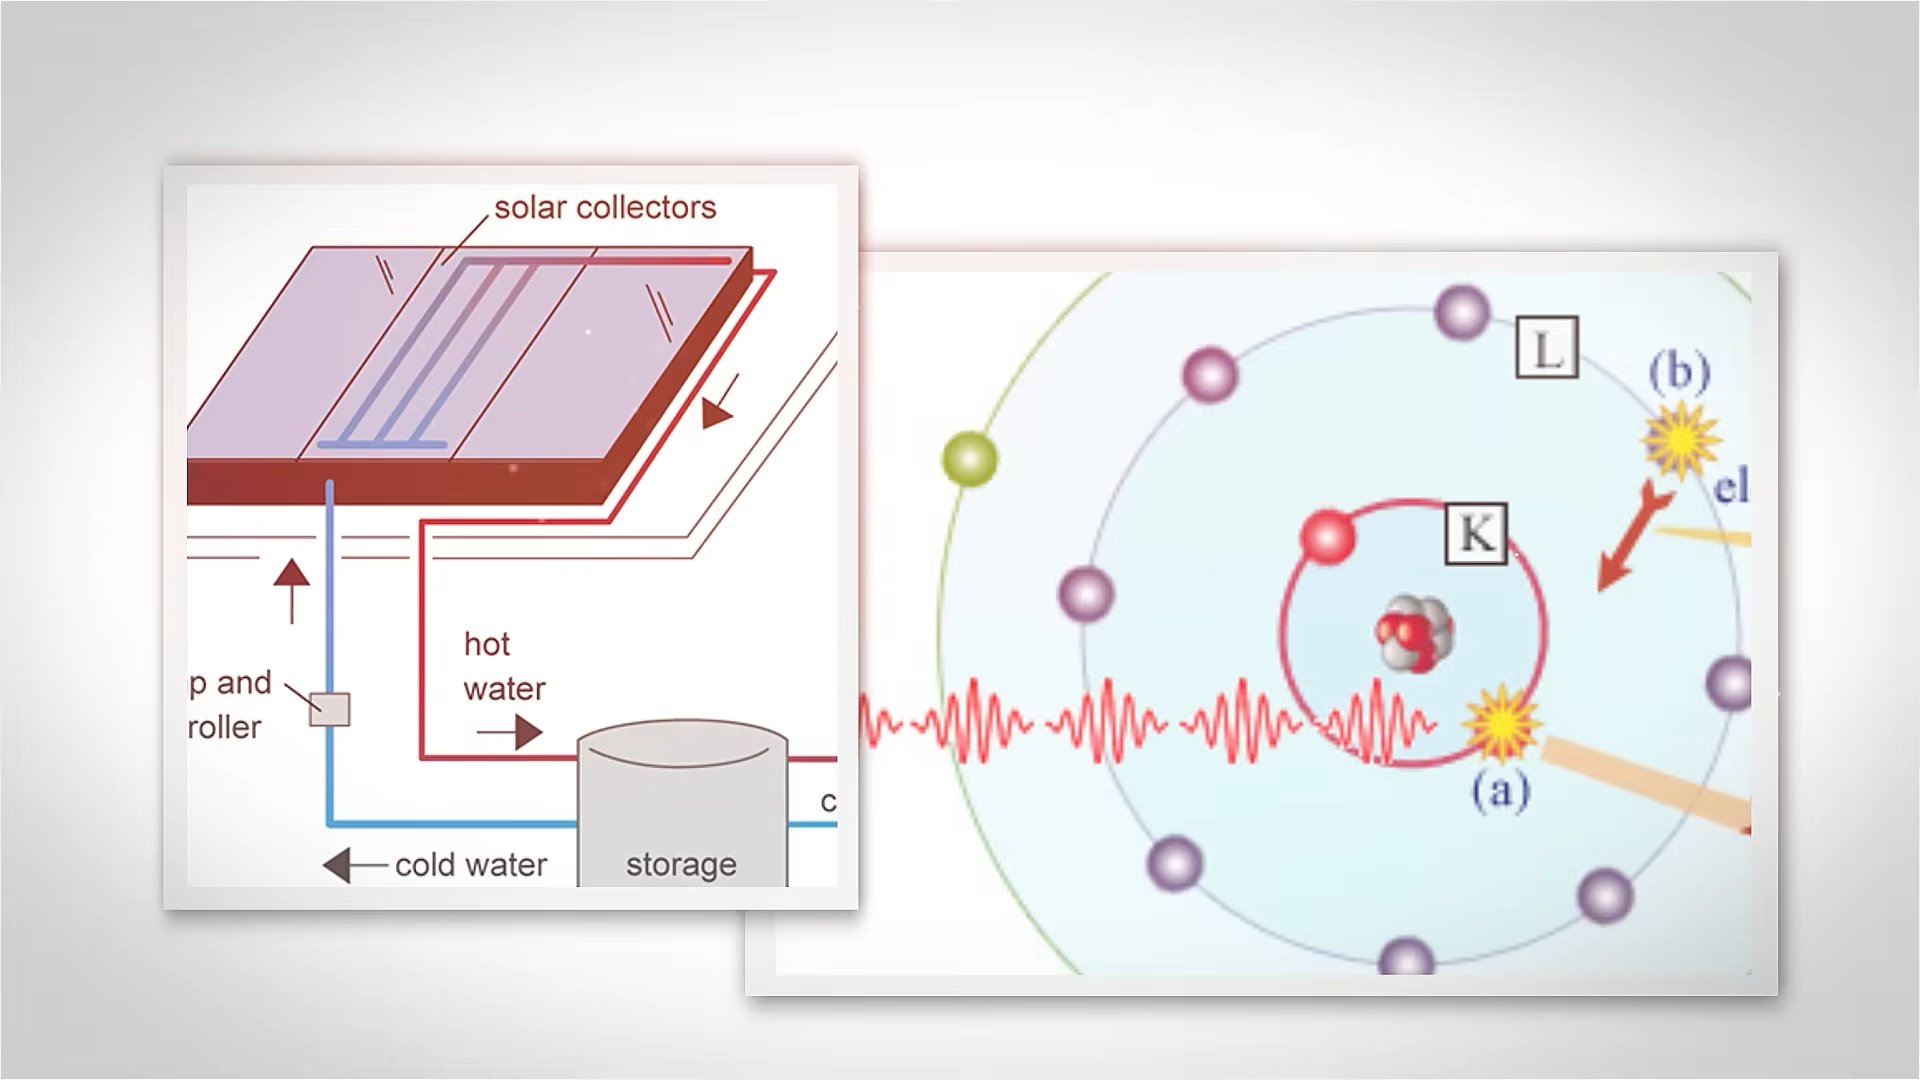 solar collectors
hot
water
p and
roller
c
cold water
storage
L
(b)
el
K
(a)